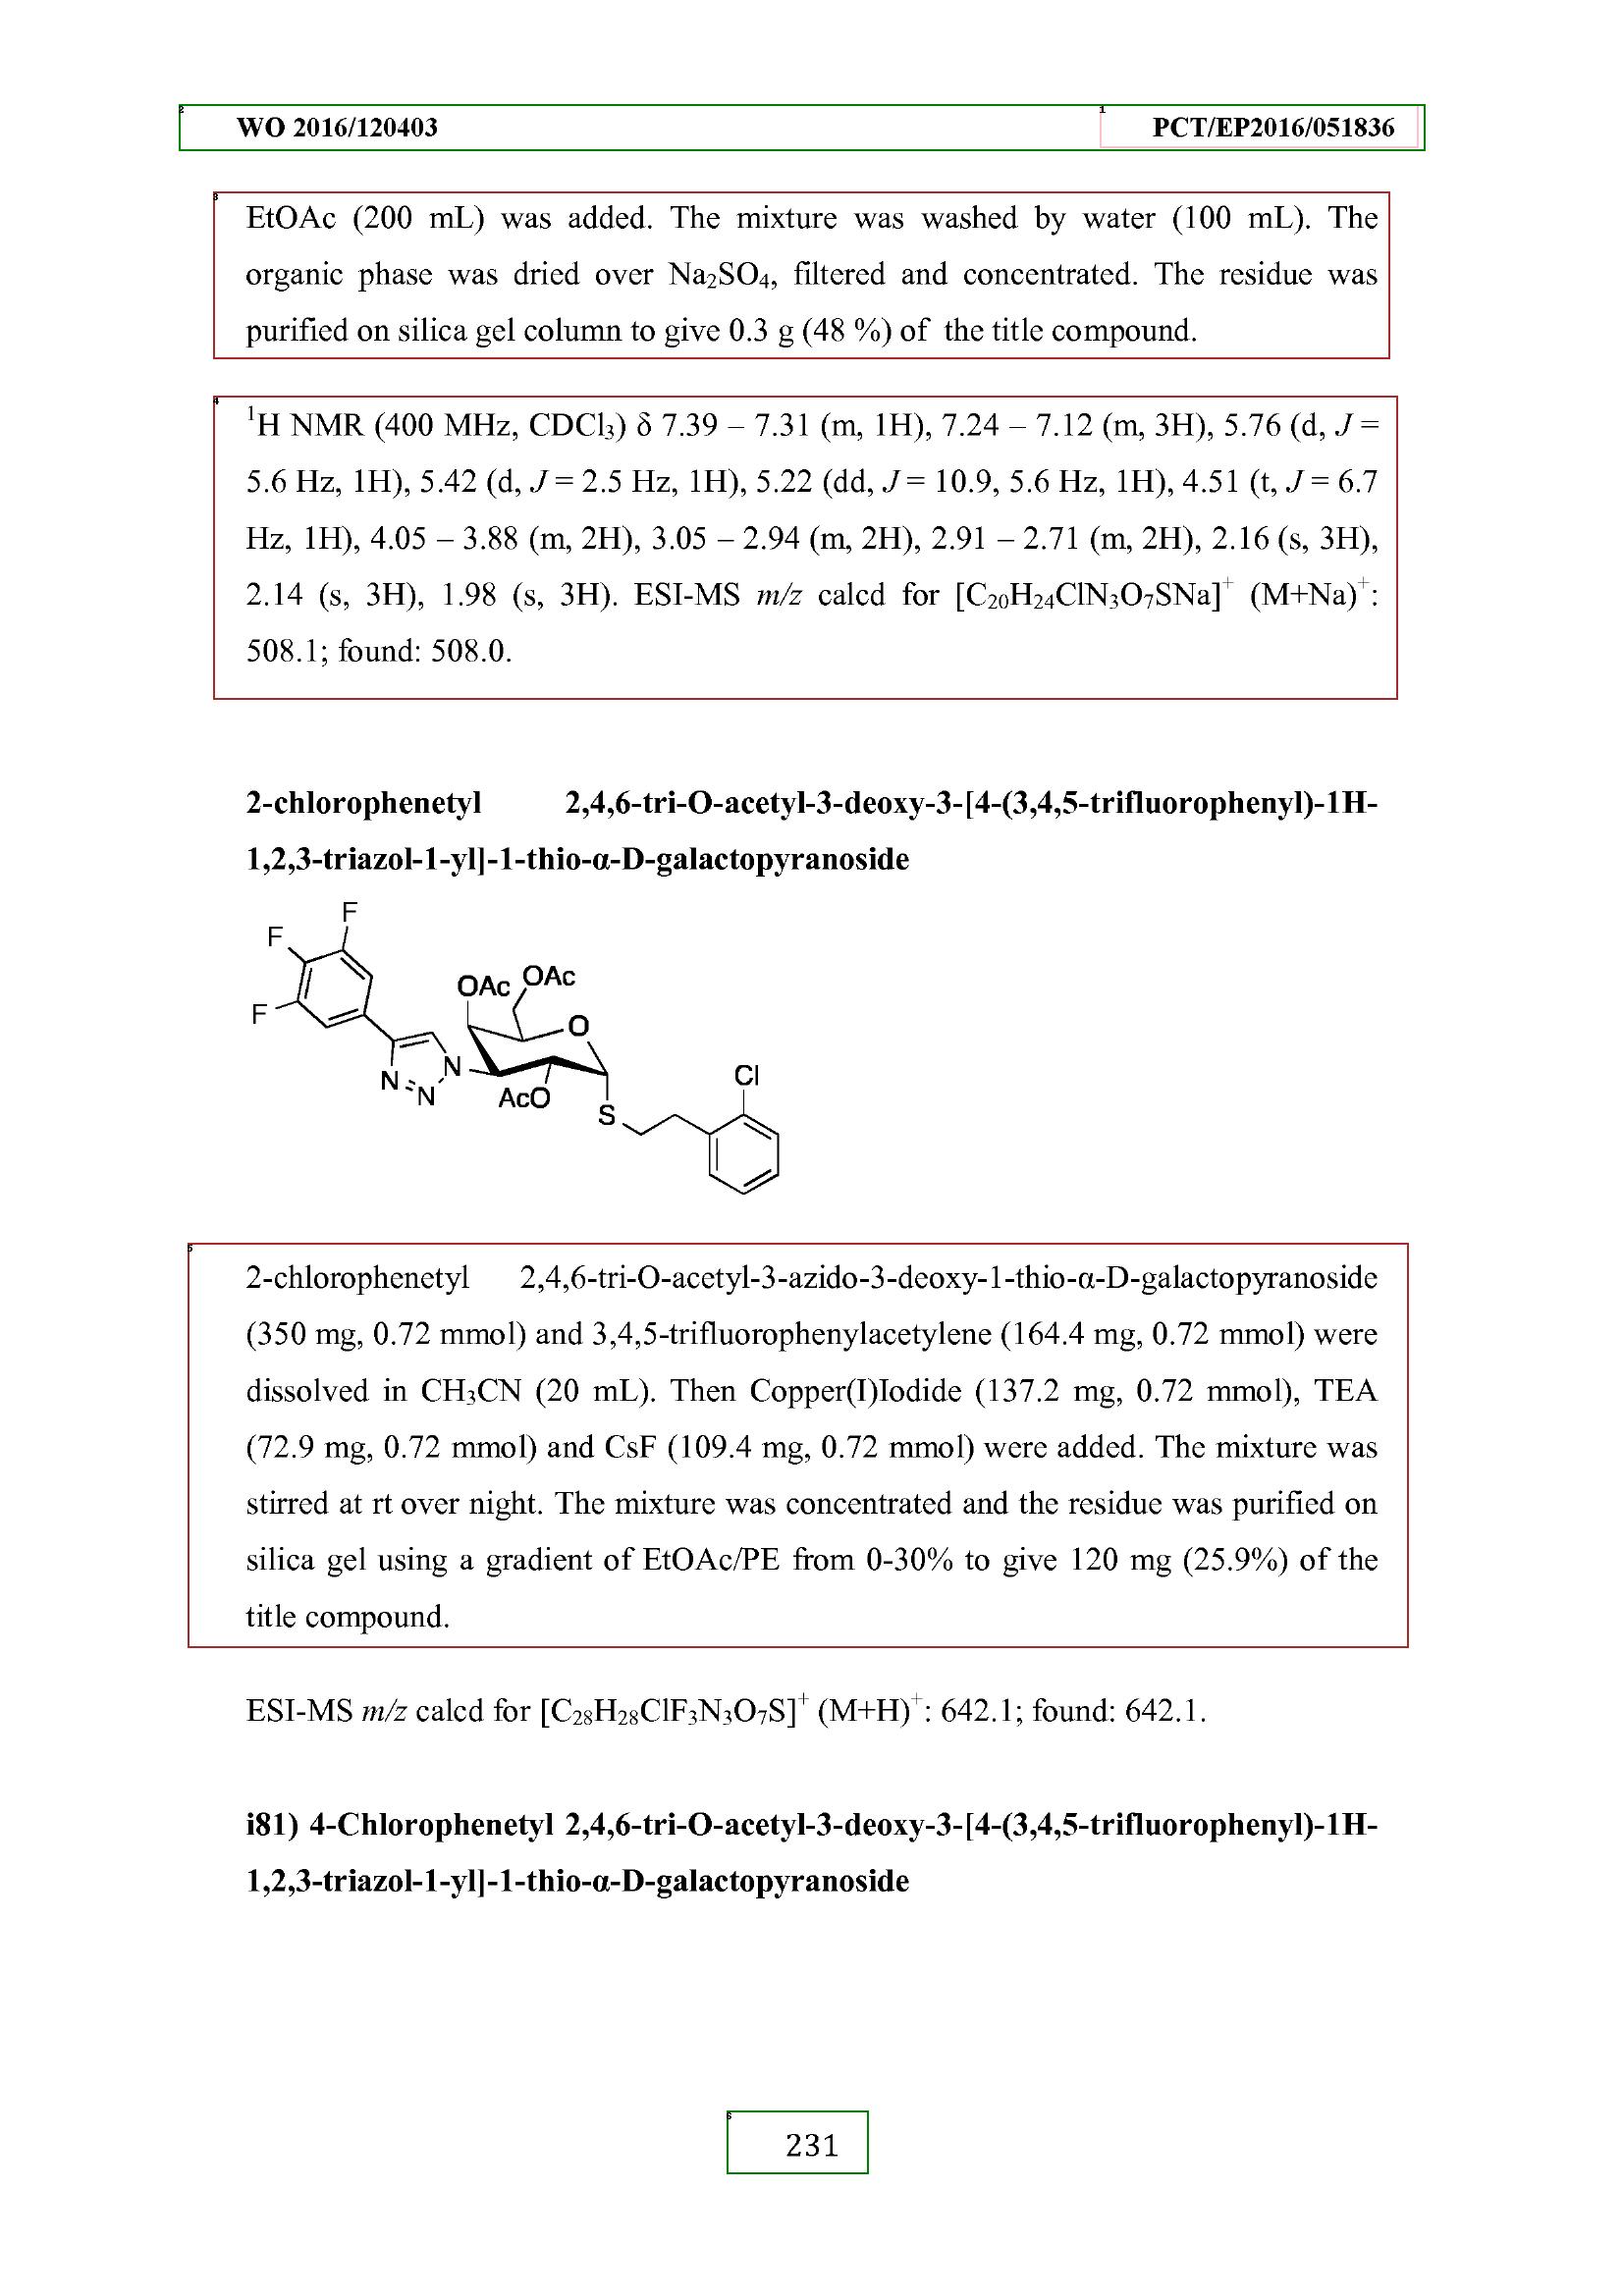 WO 2016/120403 PCT/EP2016/051836
EtOAc (200 mL) was added. The mixture was washed by water (100 mL). The
organic phase was dried over Na₂SO₄, filtered and concentrated. The residue was
purified on silica gel column to give 0.3 g (48 %) of the title compound.
¹H NMR (400 MHz, CDCl₃) δ 7.39 – 7.31 (m, 1H), 7.24 – 7.12 (m, 3H), 5.76 (d, J =
5.6 Hz, 1H), 5.42 (d, J = 2.5 Hz, 1H), 5.22 (dd, J = 10.9, 5.6 Hz, 1H), 4.51 (t, J = 6.7
Hz, 1H), 4.05 – 3.88 (m, 2H), 3.05 – 2.94 (m, 2H), 2.91 – 2.71 (m, 2H), 2.16 (s, 3H),
2.14 (s, 3H), 1.98 (s, 3H). ESI-MS m/z calcd for [C₂₀H₂₄ClN₃O₇SNa]⁺ (M+Na)⁺:
508.1; found: 508.0.
2-chlorophenetyl 2,4,6-tri-O-acetyl-3-deoxy-3-[4-(3,4,5-trifluorophenyl)-1H-
1,2,3-triazol-1-yl]-1-thio-α-D-galactopyranoside
F
F
F
OAc
OAc
O
N
N
N
AcO
S
Cl
2-chlorophenetyl 2,4,6-tri-O-acetyl-3-azido-3-deoxy-1-thio-α-D-galactopyranoside
(350 mg, 0.72 mmol) and 3,4,5-trifluorophenylacetylene (164.4 mg, 0.72 mmol) were
dissolved in CH₃CN (20 mL). Then Copper(I)Iodide (137.2 mg, 0.72 mmol), TEA
(72.9 mg, 0.72 mmol) and CsF (109.4 mg, 0.72 mmol) were added. The mixture was
stirred at rt over night. The mixture was concentrated and the residue was purified on
silica gel using a gradient of EtOAc/PE from 0-30% to give 120 mg (25.9%) of the
title compound.
ESI-MS m/z calcd for [C₂₈H₂₈ClF₃N₃O₇S]⁺ (M+H)⁺: 642.1; found: 642.1.
i81) 4-Chlorophenetyl 2,4,6-tri-O-acetyl-3-deoxy-3-[4-(3,4,5-trifluorophenyl)-1H-
1,2,3-triazol-1-yl]-1-thio-α-D-galactopyranoside
231